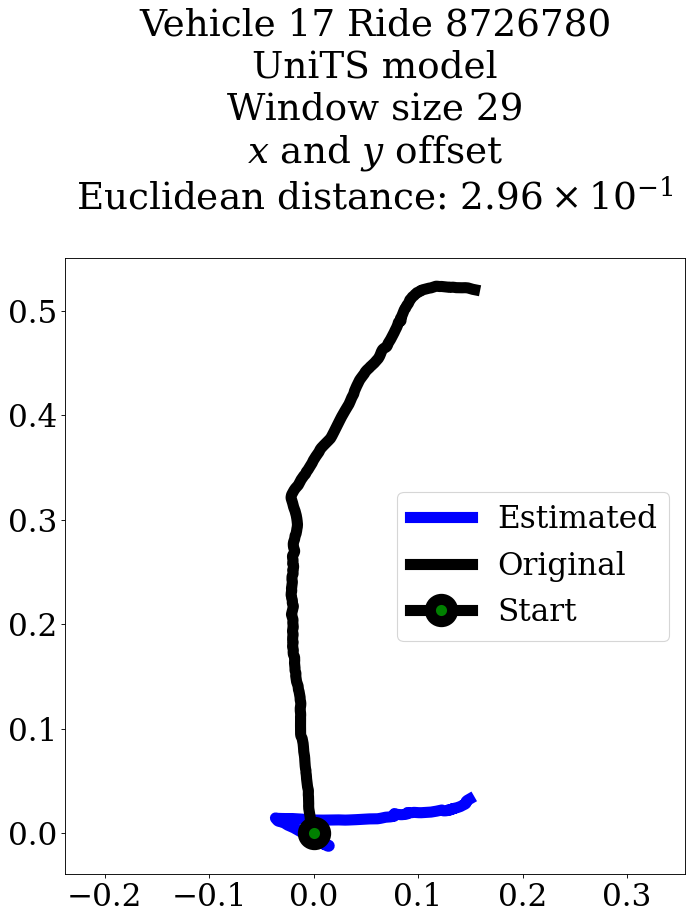 Vehicle 17 Ride 8726780
UniTS model
Window size 29
x and y offset
Euclidean distance: 2.96 × 10⁻¹
0.5
0.4
0.3
0.2
0.1
0.0
Estimated
Original
Start
−0.2 −0.1 0.0 0.1 0.2 0.3